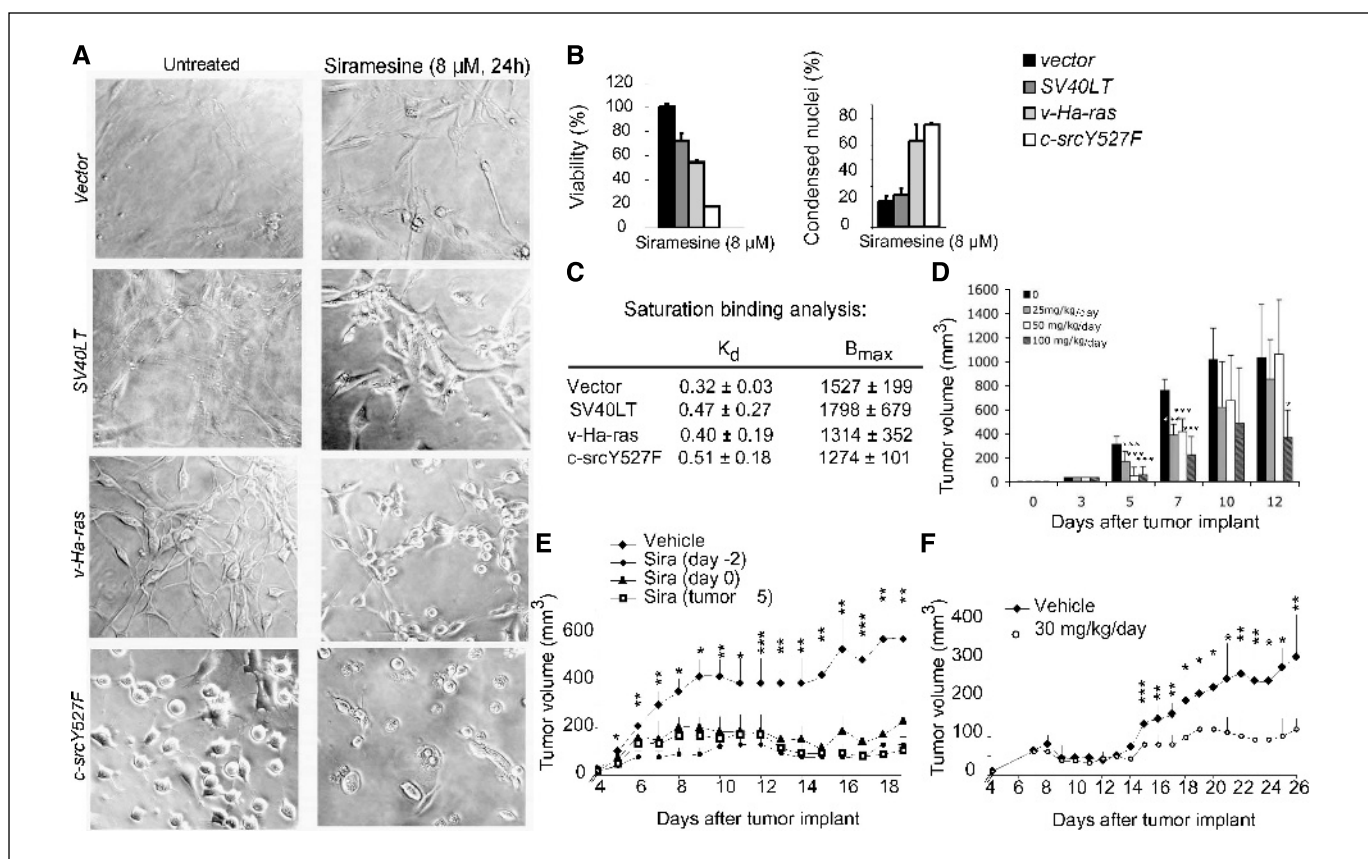 A
Untreated
Siramesine (8 µM, 24h)
Vector
SV40LT
v-Ha-ras
c-srcY527F
B
Viability (%)
120
100
80
60
40
20
0
Siramesine (8 µM)
Condensed nuclei (%)
80
60
40
20
0
Siramesine (8 µM)
vector
SV40LT
v-Ha-ras
c-srcY527F
C
Saturation binding analysis:
Kd Bmax
Vector 0.32 ± 0.03 1527 ± 199
SV40LT 0.47 ± 0.27 1798 ± 679
v-Ha-ras 0.40 ± 0.19 1314 ± 352
c-srcY527F 0.51 ± 0.18 1274 ± 101
D
Tumor volume (mm3)
1600
1400
1200
1000
800
600
400
200
0
0
25mg/kg/day
50 mg/kg/day
100 mg/kg/day
0 3 5 7 10 12
Days after tumor implant
E
Vehicle
Sira (day -2)
Sira (day 0)
Sira (tumor 5)
Tumor volume (mm3)
600
400
200
0
4 6 8 10 12 14 16 18
Days after tumor implant
F
Vehicle
30 mg/kg/day
Tumor volume (mm3)
400
300
200
100
0
4 6 8 10 12 14 16 18 20 22 24 26
Days after tumor implant